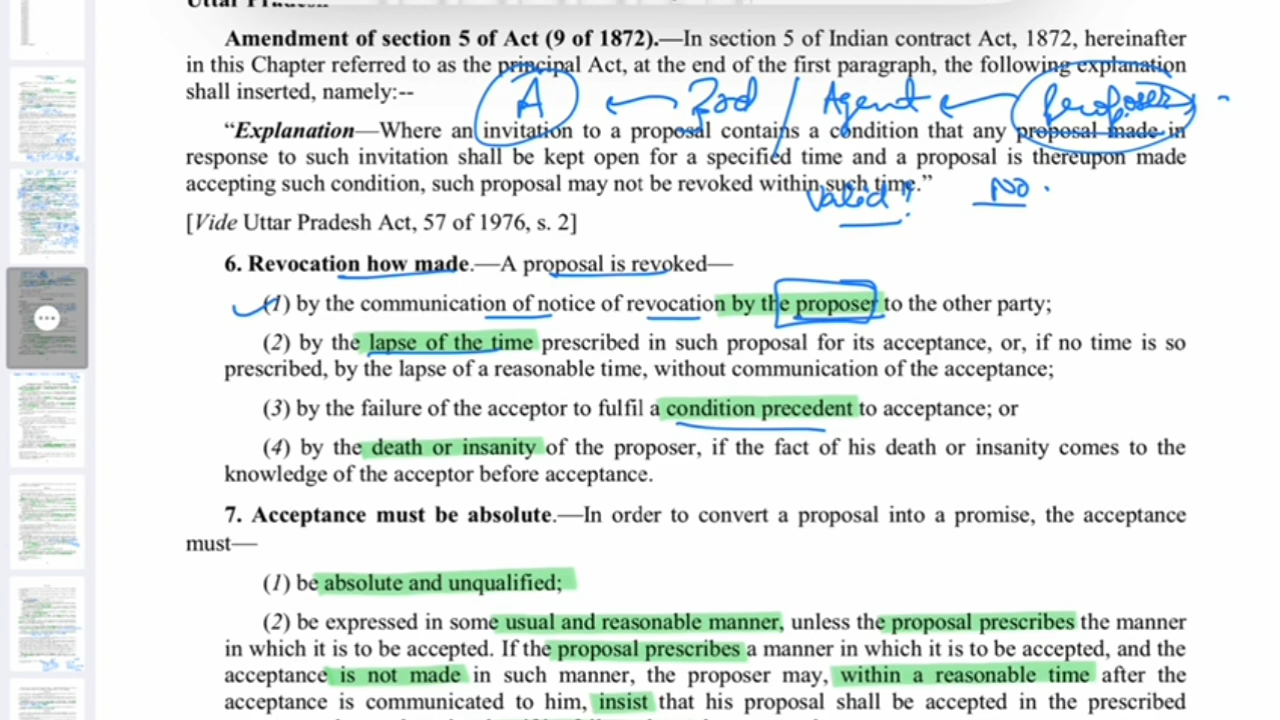 Uttar Pradesh
Amendment of section 5 of Act (9 of 1872).—In section 5 of Indian contract Act, 1872, hereinafter
in this Chapter referred to as the principal Act, at the end of the first paragraph, the following explanation
shall inserted, namely:--
A ← 3rd / Agent ← proposer
“Explanation—Where an invitation to a proposal contains a condition that any proposal made in
response to such invitation shall be kept open for a specified time and a proposal is thereupon made
accepting such condition, such proposal may not be revoked within such time.”
Valid? No.
[Vide Uttar Pradesh Act, 57 of 1976, s. 2]
6. Revocation how made.—A proposal is revoked—
(1) by the communication of notice of revocation by the proposer to the other party;
(2) by the lapse of the time prescribed in such proposal for its acceptance, or, if no time is so
prescribed, by the lapse of a reasonable time, without communication of the acceptance;
(3) by the failure of the acceptor to fulfil a condition precedent to acceptance; or
(4) by the death or insanity of the proposer, if the fact of his death or insanity comes to the
knowledge of the acceptor before acceptance.
7. Acceptance must be absolute.—In order to convert a proposal into a promise, the acceptance
must—
(1) be absolute and unqualified;
(2) be expressed in some usual and reasonable manner, unless the proposal prescribes the manner
in which it is to be accepted. If the proposal prescribes a manner in which it is to be accepted, and the
acceptance is not made in such manner, the proposer may, within a reasonable time after the
acceptance is communicated to him, insist that his proposal shall be accepted in the prescribed